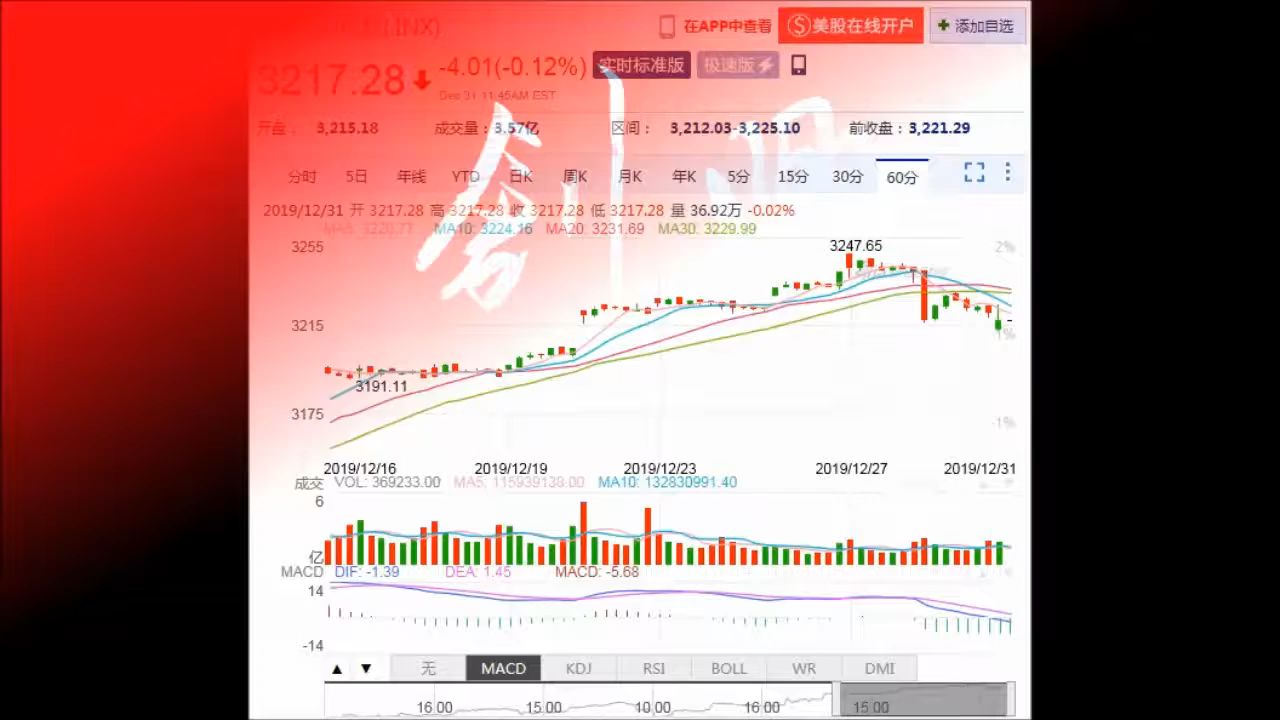 .INX)
在APP中查看
美股在线开户
添加自选
3217.28
-4.01(-0.12%)
实时标准版
极速版
Dec 31 11:45AM EST
开盘： 3,215.18 成交量：3.57亿 区间： 3,212.03-3,225.10 前收盘：3,221.29
分时 5日 年线 YTD 日K 周K 月K 年K 5分 15分 30分 60分
2019/12/31 开 3217.28 高 3217.28 收 3217.28 低 3217.28 量 36.92万 -0.02%
MA5: 3220.77 MA10: 3224.16 MA20: 3231.69 MA30: 3229.99
3255
3247.65
2%
3215
1%
3191.11
3175
-1%
2019/12/16 2019/12/19 2019/12/23 2019/12/27 2019/12/31
成交 VOL: 369233.00 MA5: 115939139.00 MA10: 132830991.40
6
亿
MACD DIF: -1.39 DEA: 1.45 MACD: -5.68
14
-14
▲ ▼ 无 MACD KDJ RSI BOLL WR DMI
16:00 15:00 10:00 16:00 15:00